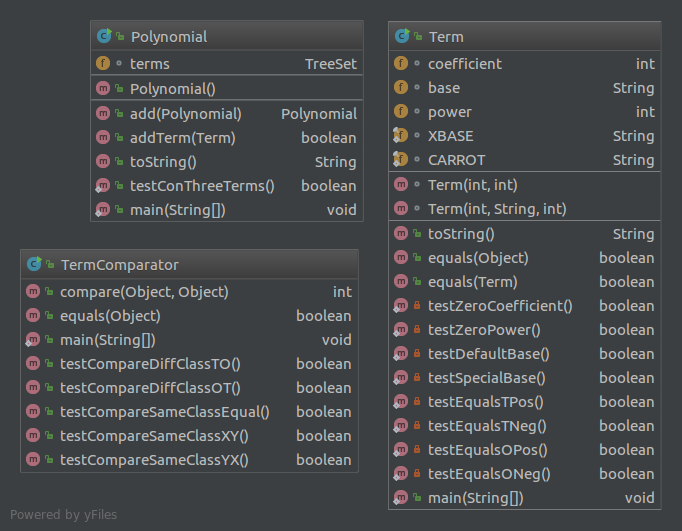 Polynomial
terms TreeSet
Polynomial()
add(Polynomial) Polynomial
addTerm(Term) boolean
toString() String
testConThreeTerms() boolean
main(String[]) void
TermComparator
compare(Object, Object) int
equals(Object) boolean
main(String[]) void
testCompareDiffClassTO() boolean
testCompareDiffClassOT() boolean
testCompareSameClassEqual() boolean
testCompareSameClassXY() boolean
testCompareSameClassYX() boolean
Term
coefficient int
base String
power int
XBASE String
CARROT String
Term(int, int)
Term(int, String, int)
toString() String
equals(Object) boolean
equals(Term) boolean
testZeroCoefficient() boolean
testZeroPower() boolean
testDefaultBase() boolean
testSpecialBase() boolean
testEqualsTPos() boolean
testEqualsTNeg() boolean
testEqualsOPos() boolean
testEqualsONeg() boolean
main(String[]) void
Powered by yFiles